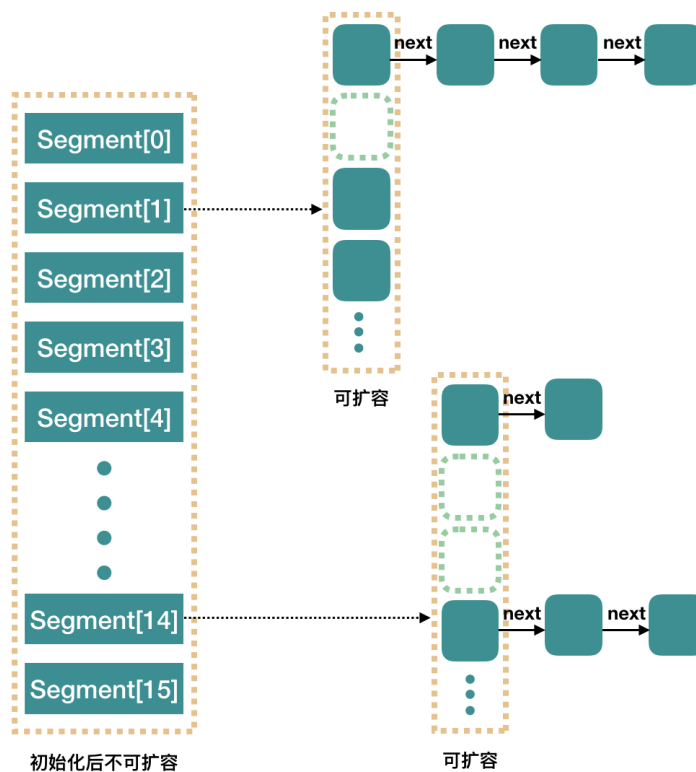 next next next
Segment[0]
Segment[1]
Segment[2]
Segment[3]
Segment[4]
可扩容
next
Segment[14]
next next
Segment[15]
初始化后不可扩容
可扩容